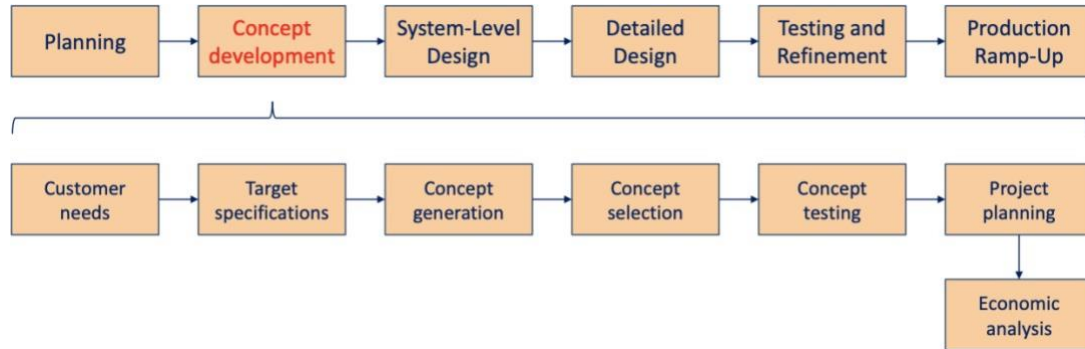 Planning
Concept
development
System-Level
Design
Detailed
Design
Testing and
Refinement
Production
Ramp-Up
Customer
needs
Target
specifications
Concept
generation
Concept
selection
Concept
testing
Project
planning
Economic
analysis